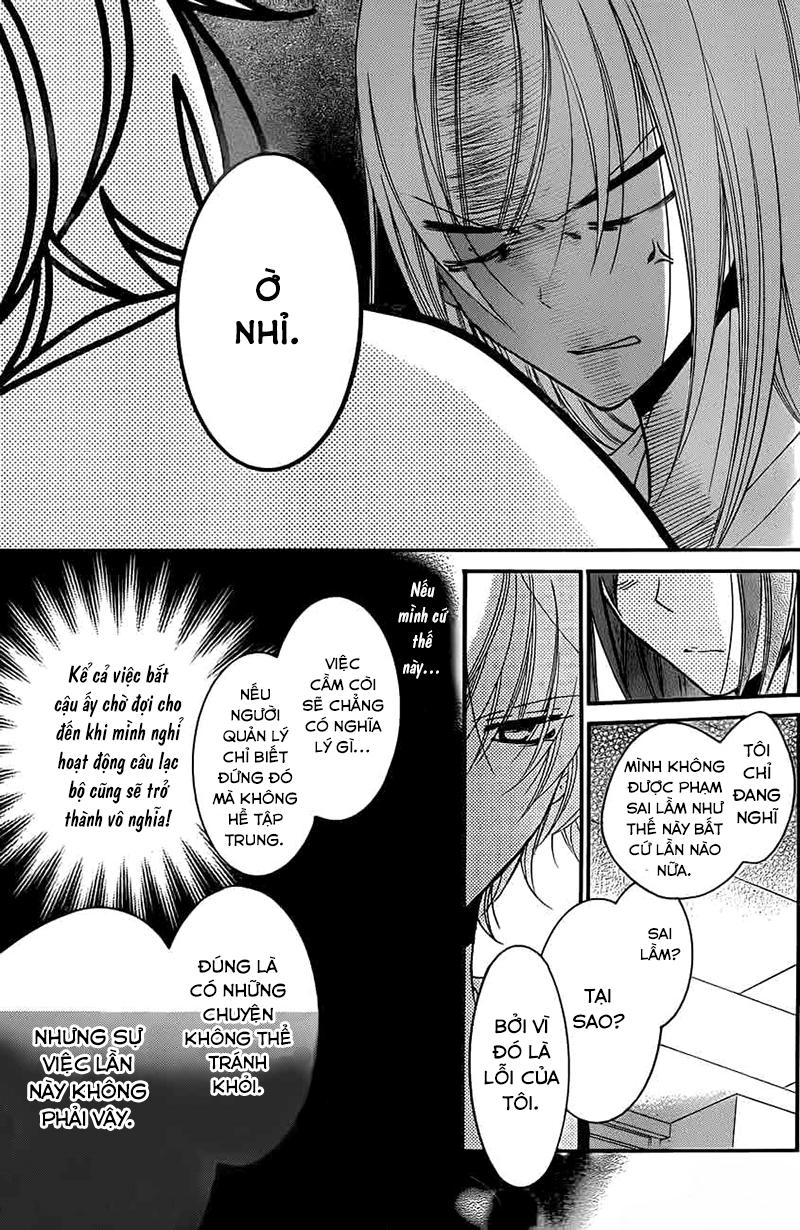 Ờ
NHỈ.
TÔI
CHỈ
ĐANG
NGHĨ
MÌNH KHÔNG
ĐƯỢC PHẠM
SAI LẦM NHƯ
THẾ NÀY BẤT
CỨ LẦN NÀO
NỮA.
SAI
LẦM?
TẠI
SAO?
BỞI VÌ
ĐÓ LÀ
LỖI CỦA
TÔI.
Nếu
mình cứ
thế
này...
VIỆC
CẦM CÒI
SẼ CHẲNG
CÓ NGHĨA
LÝ GÌ...
NẾU
NGƯỜI
QUẢN LÝ
CHỈ BIẾT
ĐỨNG ĐÓ
MÀ KHÔNG
HỀ TẬP
TRUNG.
Kể cả việc bắt
cậu ấy chờ đợi cho
đến khi mình nghỉ
hoạt động câu lạc
bộ cũng sẽ trở
thành vô nghĩa!
ĐÚNG LÀ
CÓ NHỮNG
CHUYỆN
KHÔNG THỂ
TRÁNH
KHỎI.
NHƯNG SỰ
VIỆC LẦN
NÀY KHÔNG
PHẢI VẬY.